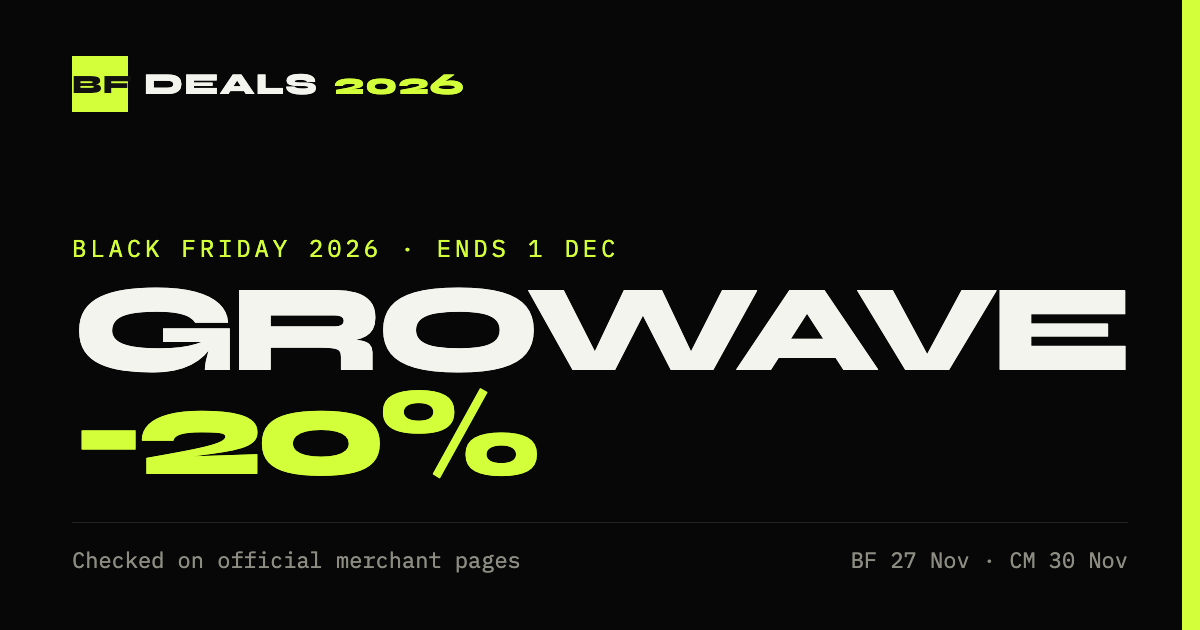 BF DEALS 2026
BLACK FRIDAY 2026 · ENDS 1 DEC
GROWAVE
-20%
Checked on official merchant pages
BF 27 Nov · CM 30 Nov